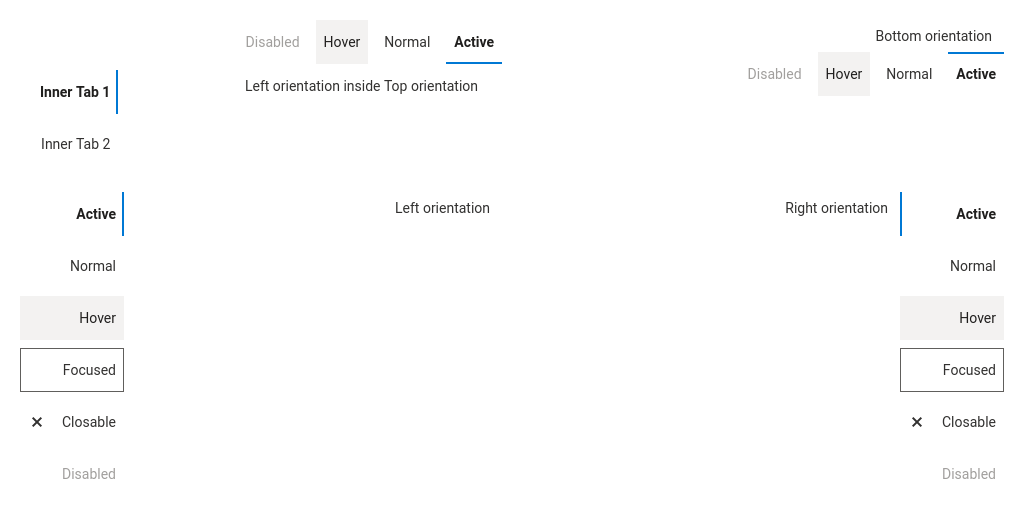 Disabled Hover Normal Active
Left orientation inside Top orientation
Inner Tab 1
Inner Tab 2
Bottom orientation
Disabled Hover Normal Active
Active
Normal
Hover
Focused
Closable
Disabled
Left orientation
Right orientation
Active
Normal
Hover
Focused
Closable
Disabled